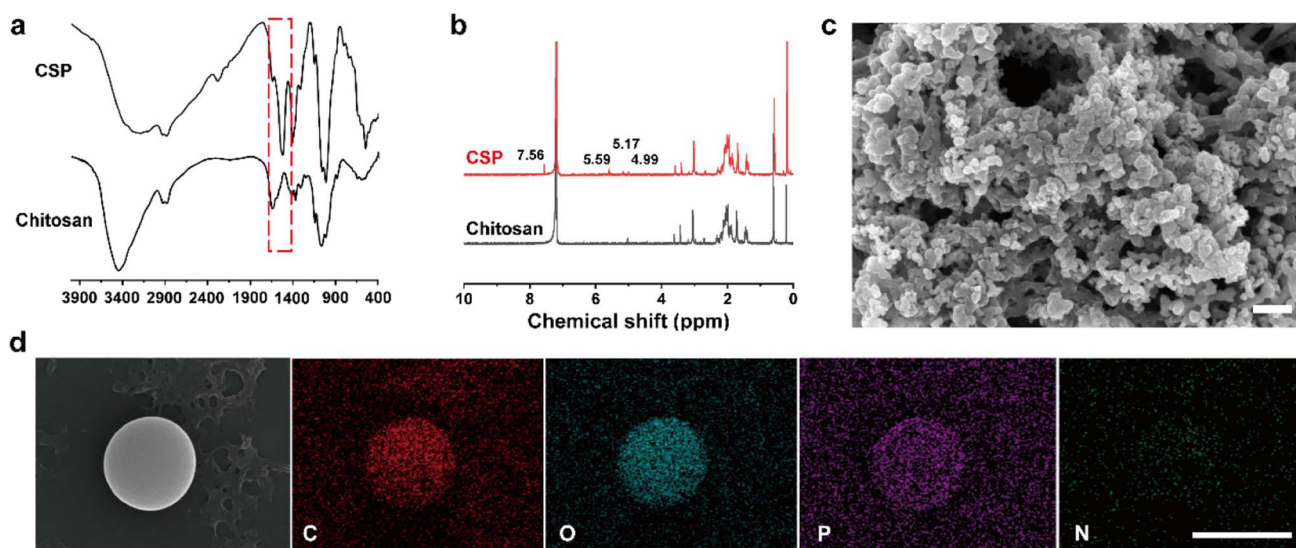 a
CSP
Chitosan
3900 3400 2900 2400 1900 1400 900 400
b
7.56
5.59
5.17
4.99
CSP
Chitosan
10 8 6 4 2 0
Chemical shift (ppm)
c
d
C
O
P
N